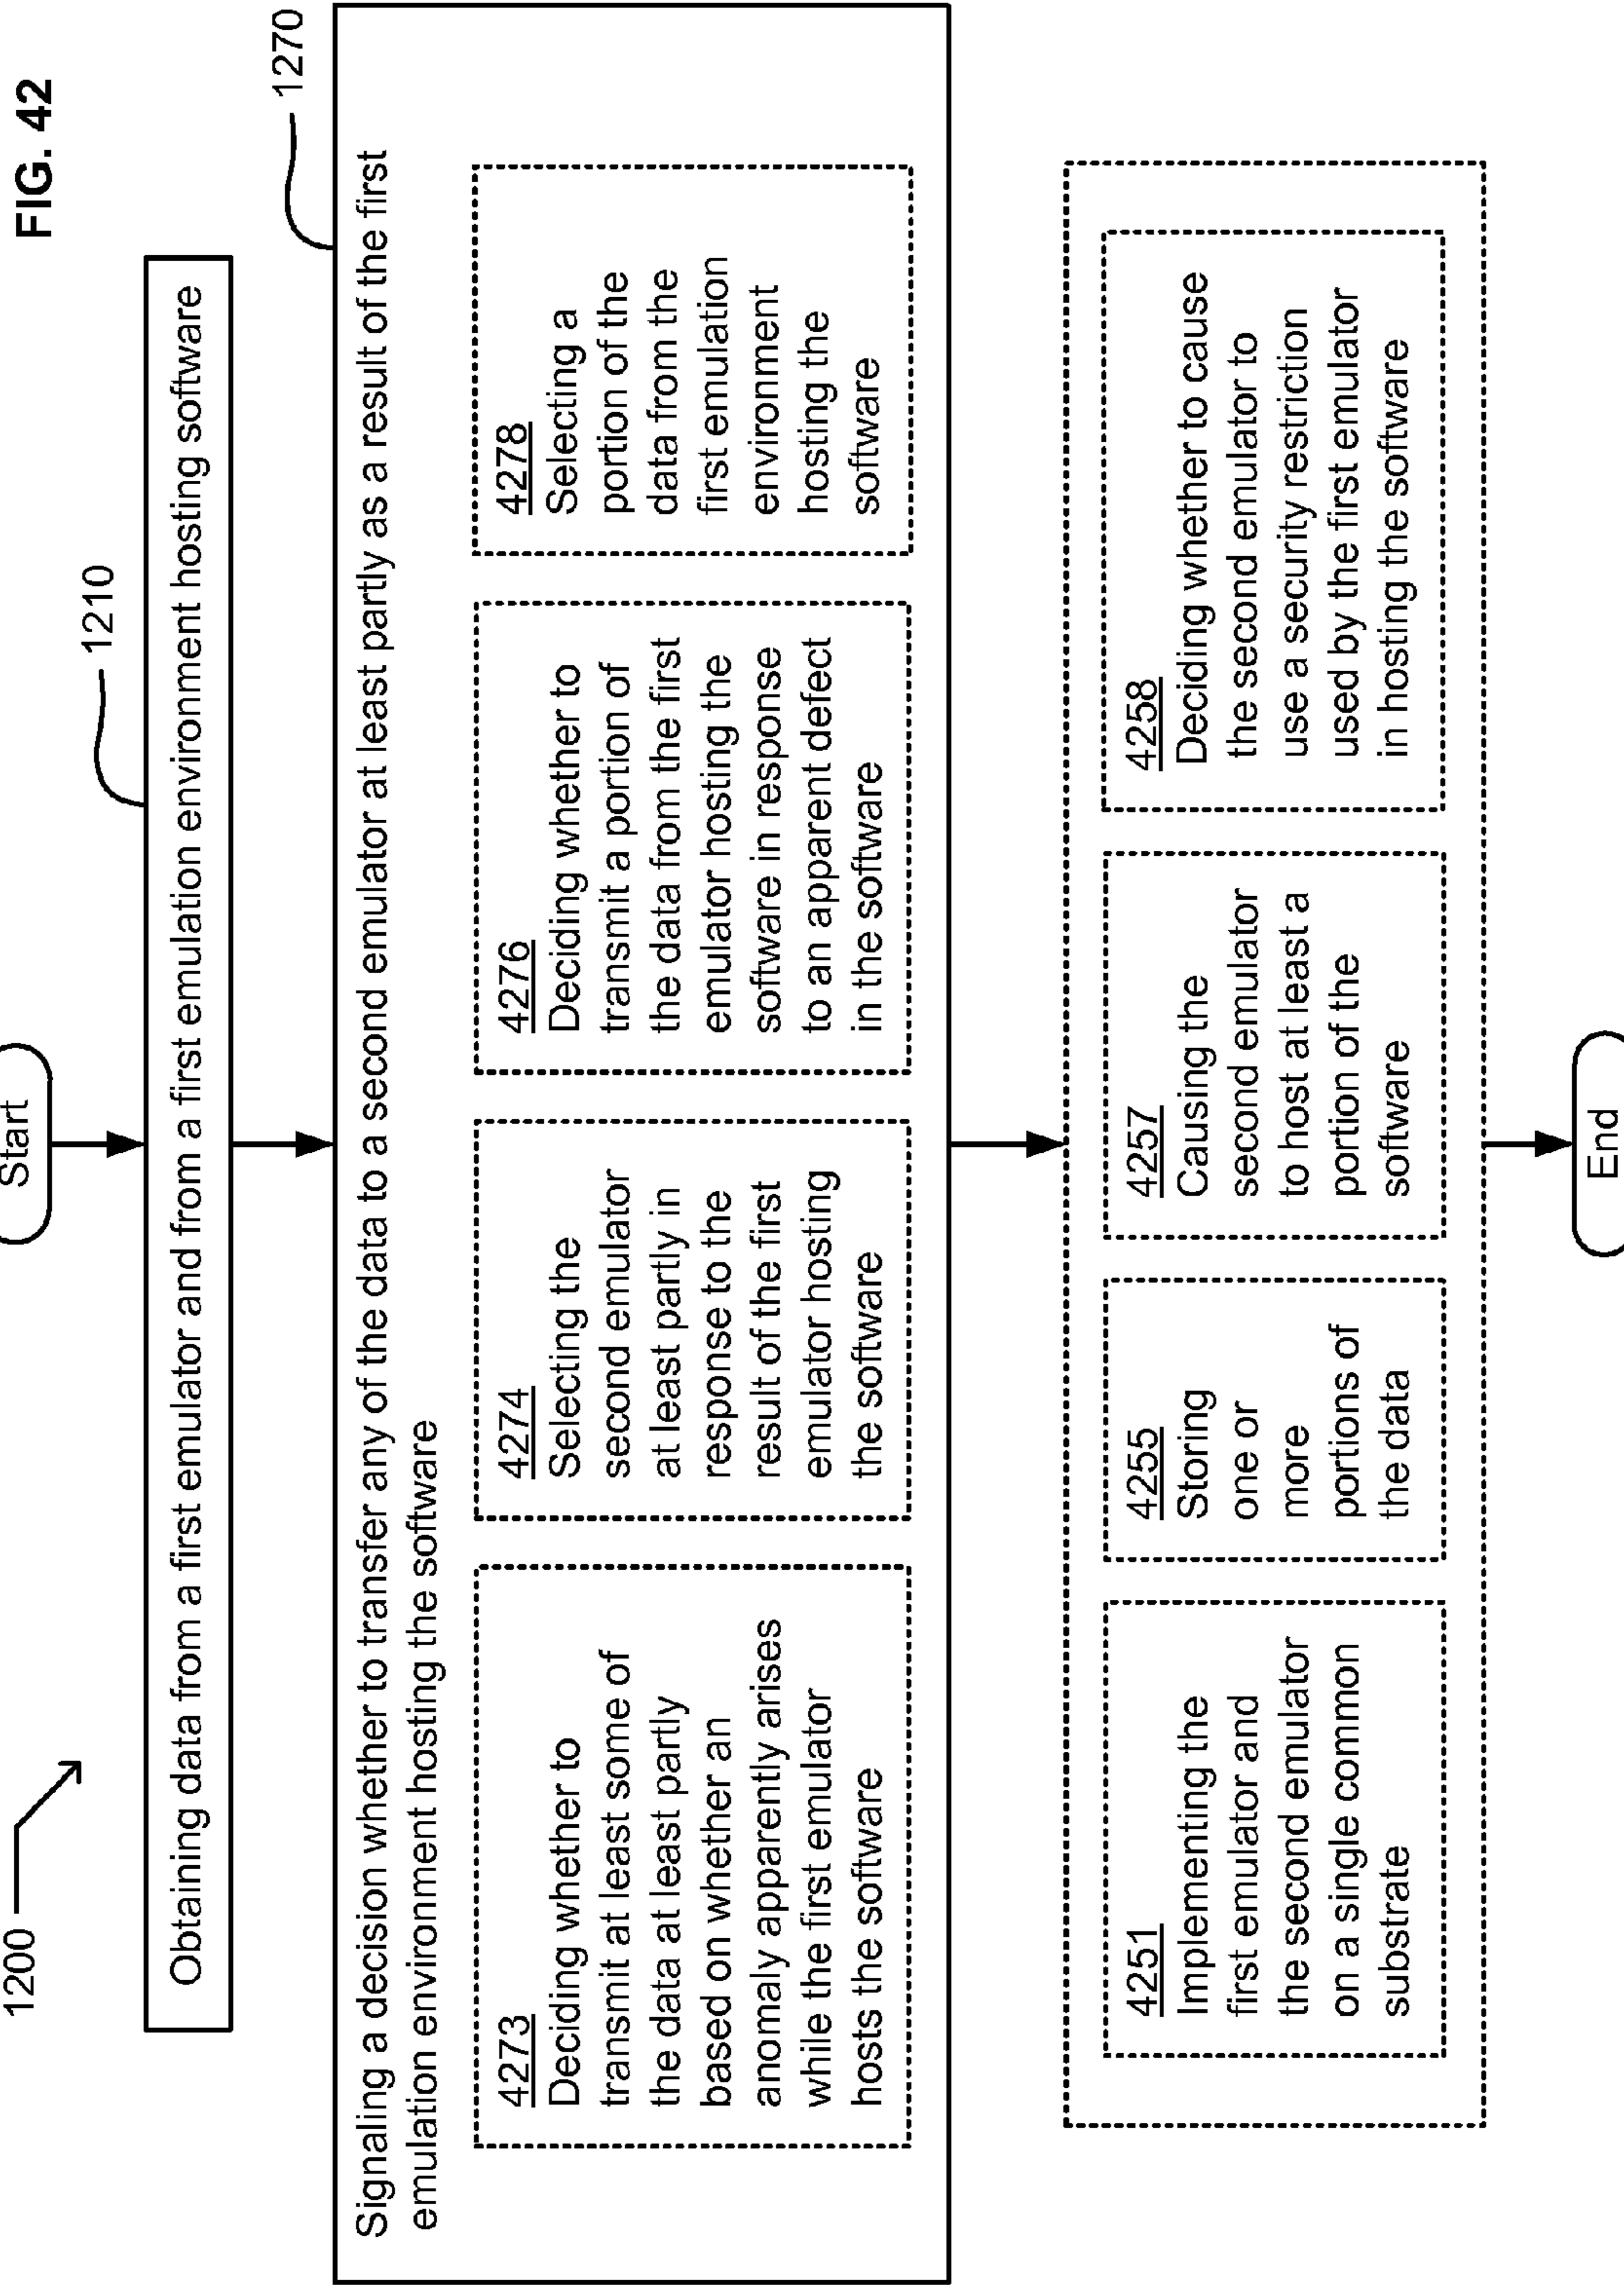 FIG. 42
1200
Start
1210
Obtaining data from a first emulator and from a first emulation environment hosting software
1270
Signaling a decision whether to transfer any of the data to a second emulator at least partly as a result of the first
emulation environment hosting the software
4273
Deciding whether to
transmit at least some of
the data at least partly
based on whether an
anomaly apparently arises
while the first emulator
hosts the software
4274
Selecting the
second emulator
at least partly in
response to the
result of the first
emulator hosting
the software
4276
Deciding whether to
transmit a portion of
the data from the first
emulator hosting the
software in response
to an apparent defect
in the software
4278
Selecting a
portion of the
data from the
first emulation
environment
hosting the
software
4251
Implementing the
first emulator and
the second emulator
on a single common
substrate
4255
Storing
one or
more
portions of
the data
4257
Causing the
second emulator
to host at least a
portion of the
software
4258
Deciding whether to cause
the second emulator to
use a security restriction
used by the first emulator
in hosting the software
End